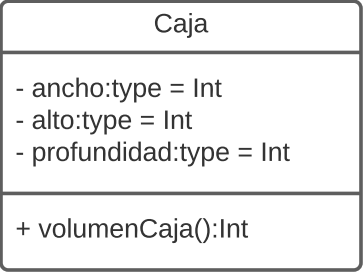 Caja
- ancho:type = Int
- alto:type = Int
- profundidad:type = Int
+ volumenCaja():Int